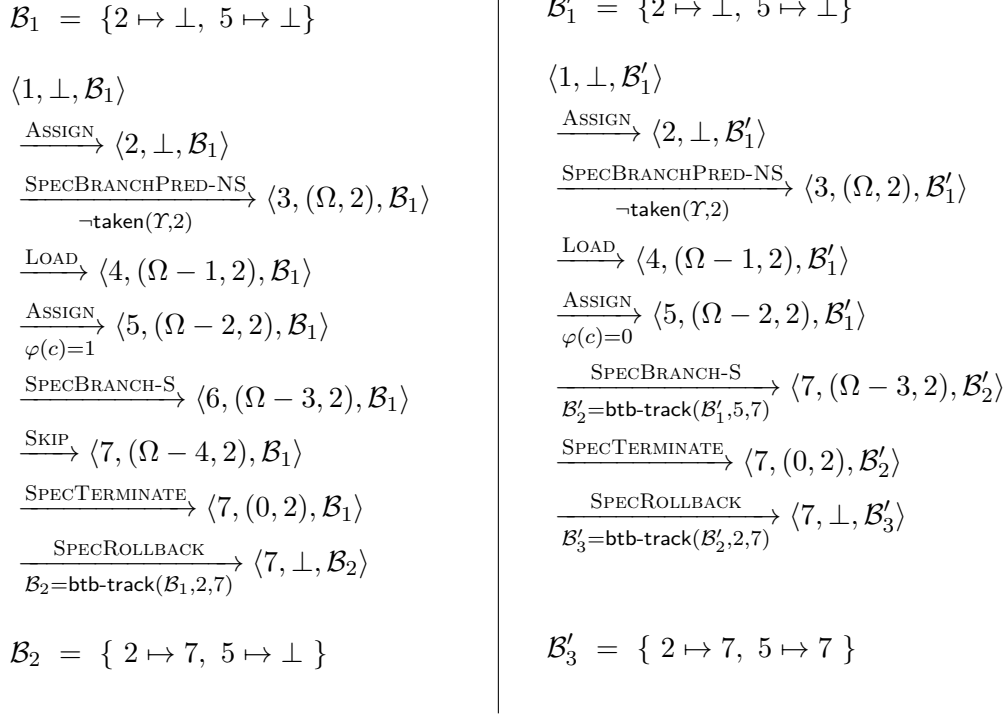 ℬ₁ = {2 ↦ ⊥, 5 ↦ ⊥}
⟨1, ⊥, ℬ₁⟩
ASSIGN
⟨2, ⊥, ℬ₁⟩
SPECBRANCHPRED-NS
¬taken(ϒ,2)
⟨3, (Ω, 2), ℬ₁⟩
LOAD
⟨4, (Ω − 1, 2), ℬ₁⟩
ASSIGN
φ(c)=1
⟨5, (Ω − 2, 2), ℬ₁⟩
SPECBRANCH-S
⟨6, (Ω − 3, 2), ℬ₁⟩
SKIP
⟨7, (Ω − 4, 2), ℬ₁⟩
SPECTERMINATE
⟨7, (0, 2), ℬ₁⟩
SPECROLLBACK
ℬ₂=btb-track(ℬ₁,2,7)
⟨7, ⊥, ℬ₂⟩
ℬ₂ = { 2 ↦ 7, 5 ↦ ⊥ }
ℬ′₁ = {2 ↦ ⊥, 5 ↦ ⊥}
⟨1, ⊥, ℬ′₁⟩
ASSIGN
⟨2, ⊥, ℬ′₁⟩
SPECBRANCHPRED-NS
¬taken(ϒ,2)
⟨3, (Ω, 2), ℬ′₁⟩
LOAD
⟨4, (Ω − 1, 2), ℬ′₁⟩
ASSIGN
φ(c)=0
⟨5, (Ω − 2, 2), ℬ′₁⟩
SPECBRANCH-S
ℬ′₂=btb-track(ℬ′₁,5,7)
⟨7, (Ω − 3, 2), ℬ′₂⟩
SPECTERMINATE
⟨7, (0, 2), ℬ′₂⟩
SPECROLLBACK
ℬ′₃=btb-track(ℬ′₂,2,7)
⟨7, ⊥, ℬ′₃⟩
ℬ′₃ = { 2 ↦ 7, 5 ↦ 7 }